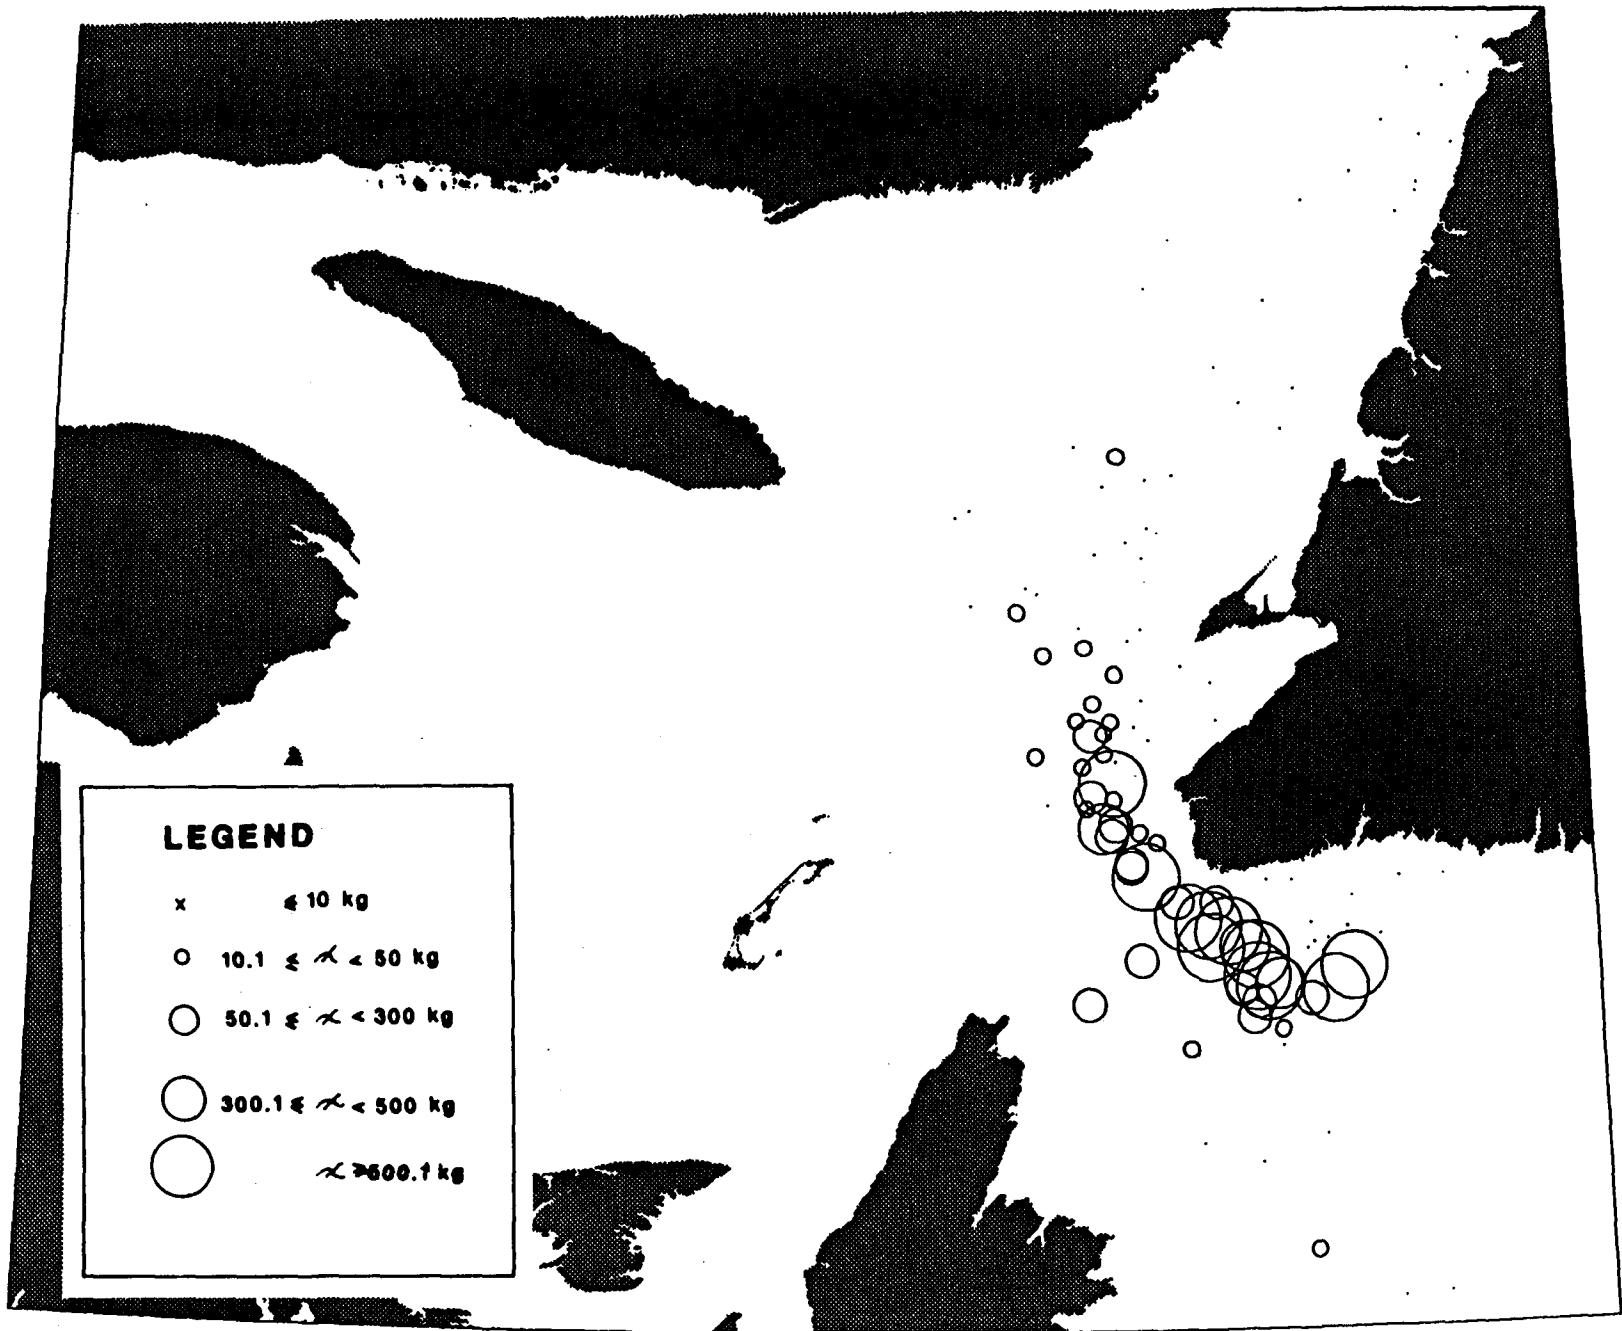 LEGEND
x ≤ 10 kg
10.1 ≤ x < 50 kg
50.1 ≤ x < 300 kg
300.1 ≤ x < 500 kg
x ≥500.1 kg